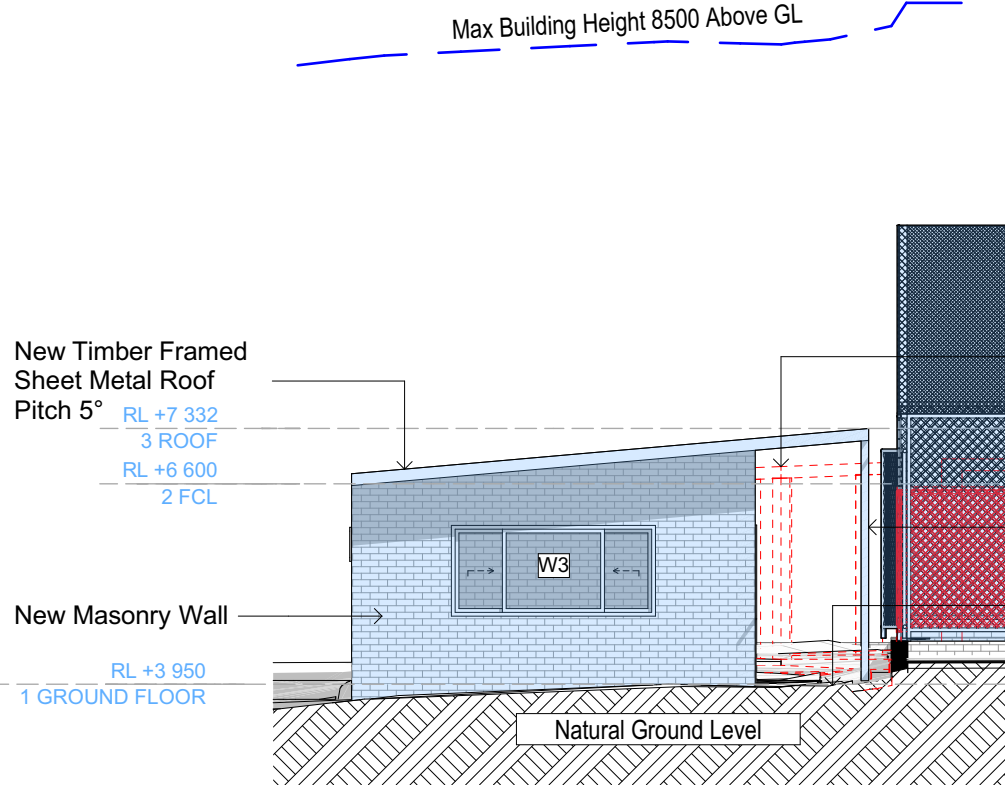 Max Building Height 8500 Above GL
New Timber Framed
Sheet Metal Roof
Pitch 5°
RL +7 332
3 ROOF
RL +6 600
2 FCL
W3
New Masonry Wall
RL +3 950
1 GROUND FLOOR
Natural Ground Level